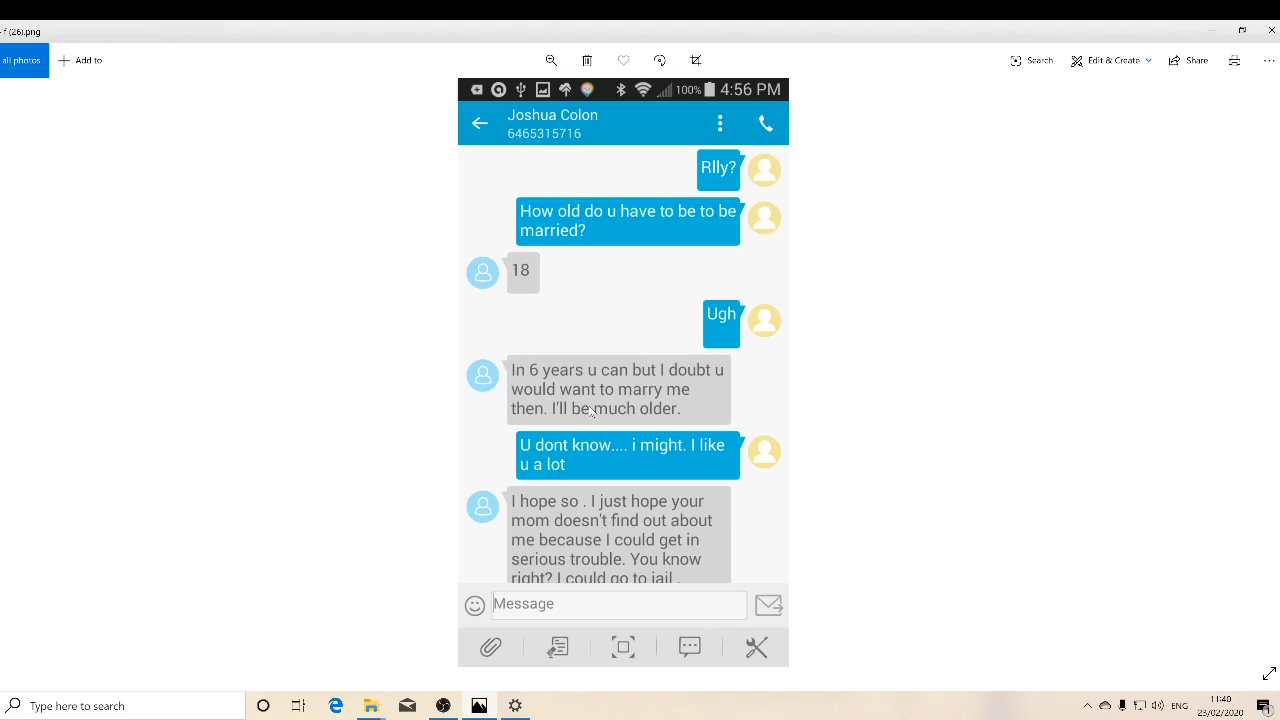 - f (26).png
all photos
Add to
Search
Edit & Create
Share
100% 4:56 PM
Joshua Colon
6465315716
Rlly?
How old do u have to be to be
married?
18
Ugh
In 6 years u can but I doubt u
would want to marry me
then. I'll be much older.
U dont know.... i might. I like
u a lot
I hope so . I just hope your
mom doesn't find out about
me because I could get in
serious trouble. You know
right? I could go to jail .
Message
Type here to search
ENG
11:40
23/02/2020
1